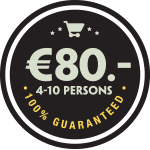 €80.-
4-10 PERSONS
• 100% GUARANTEED •